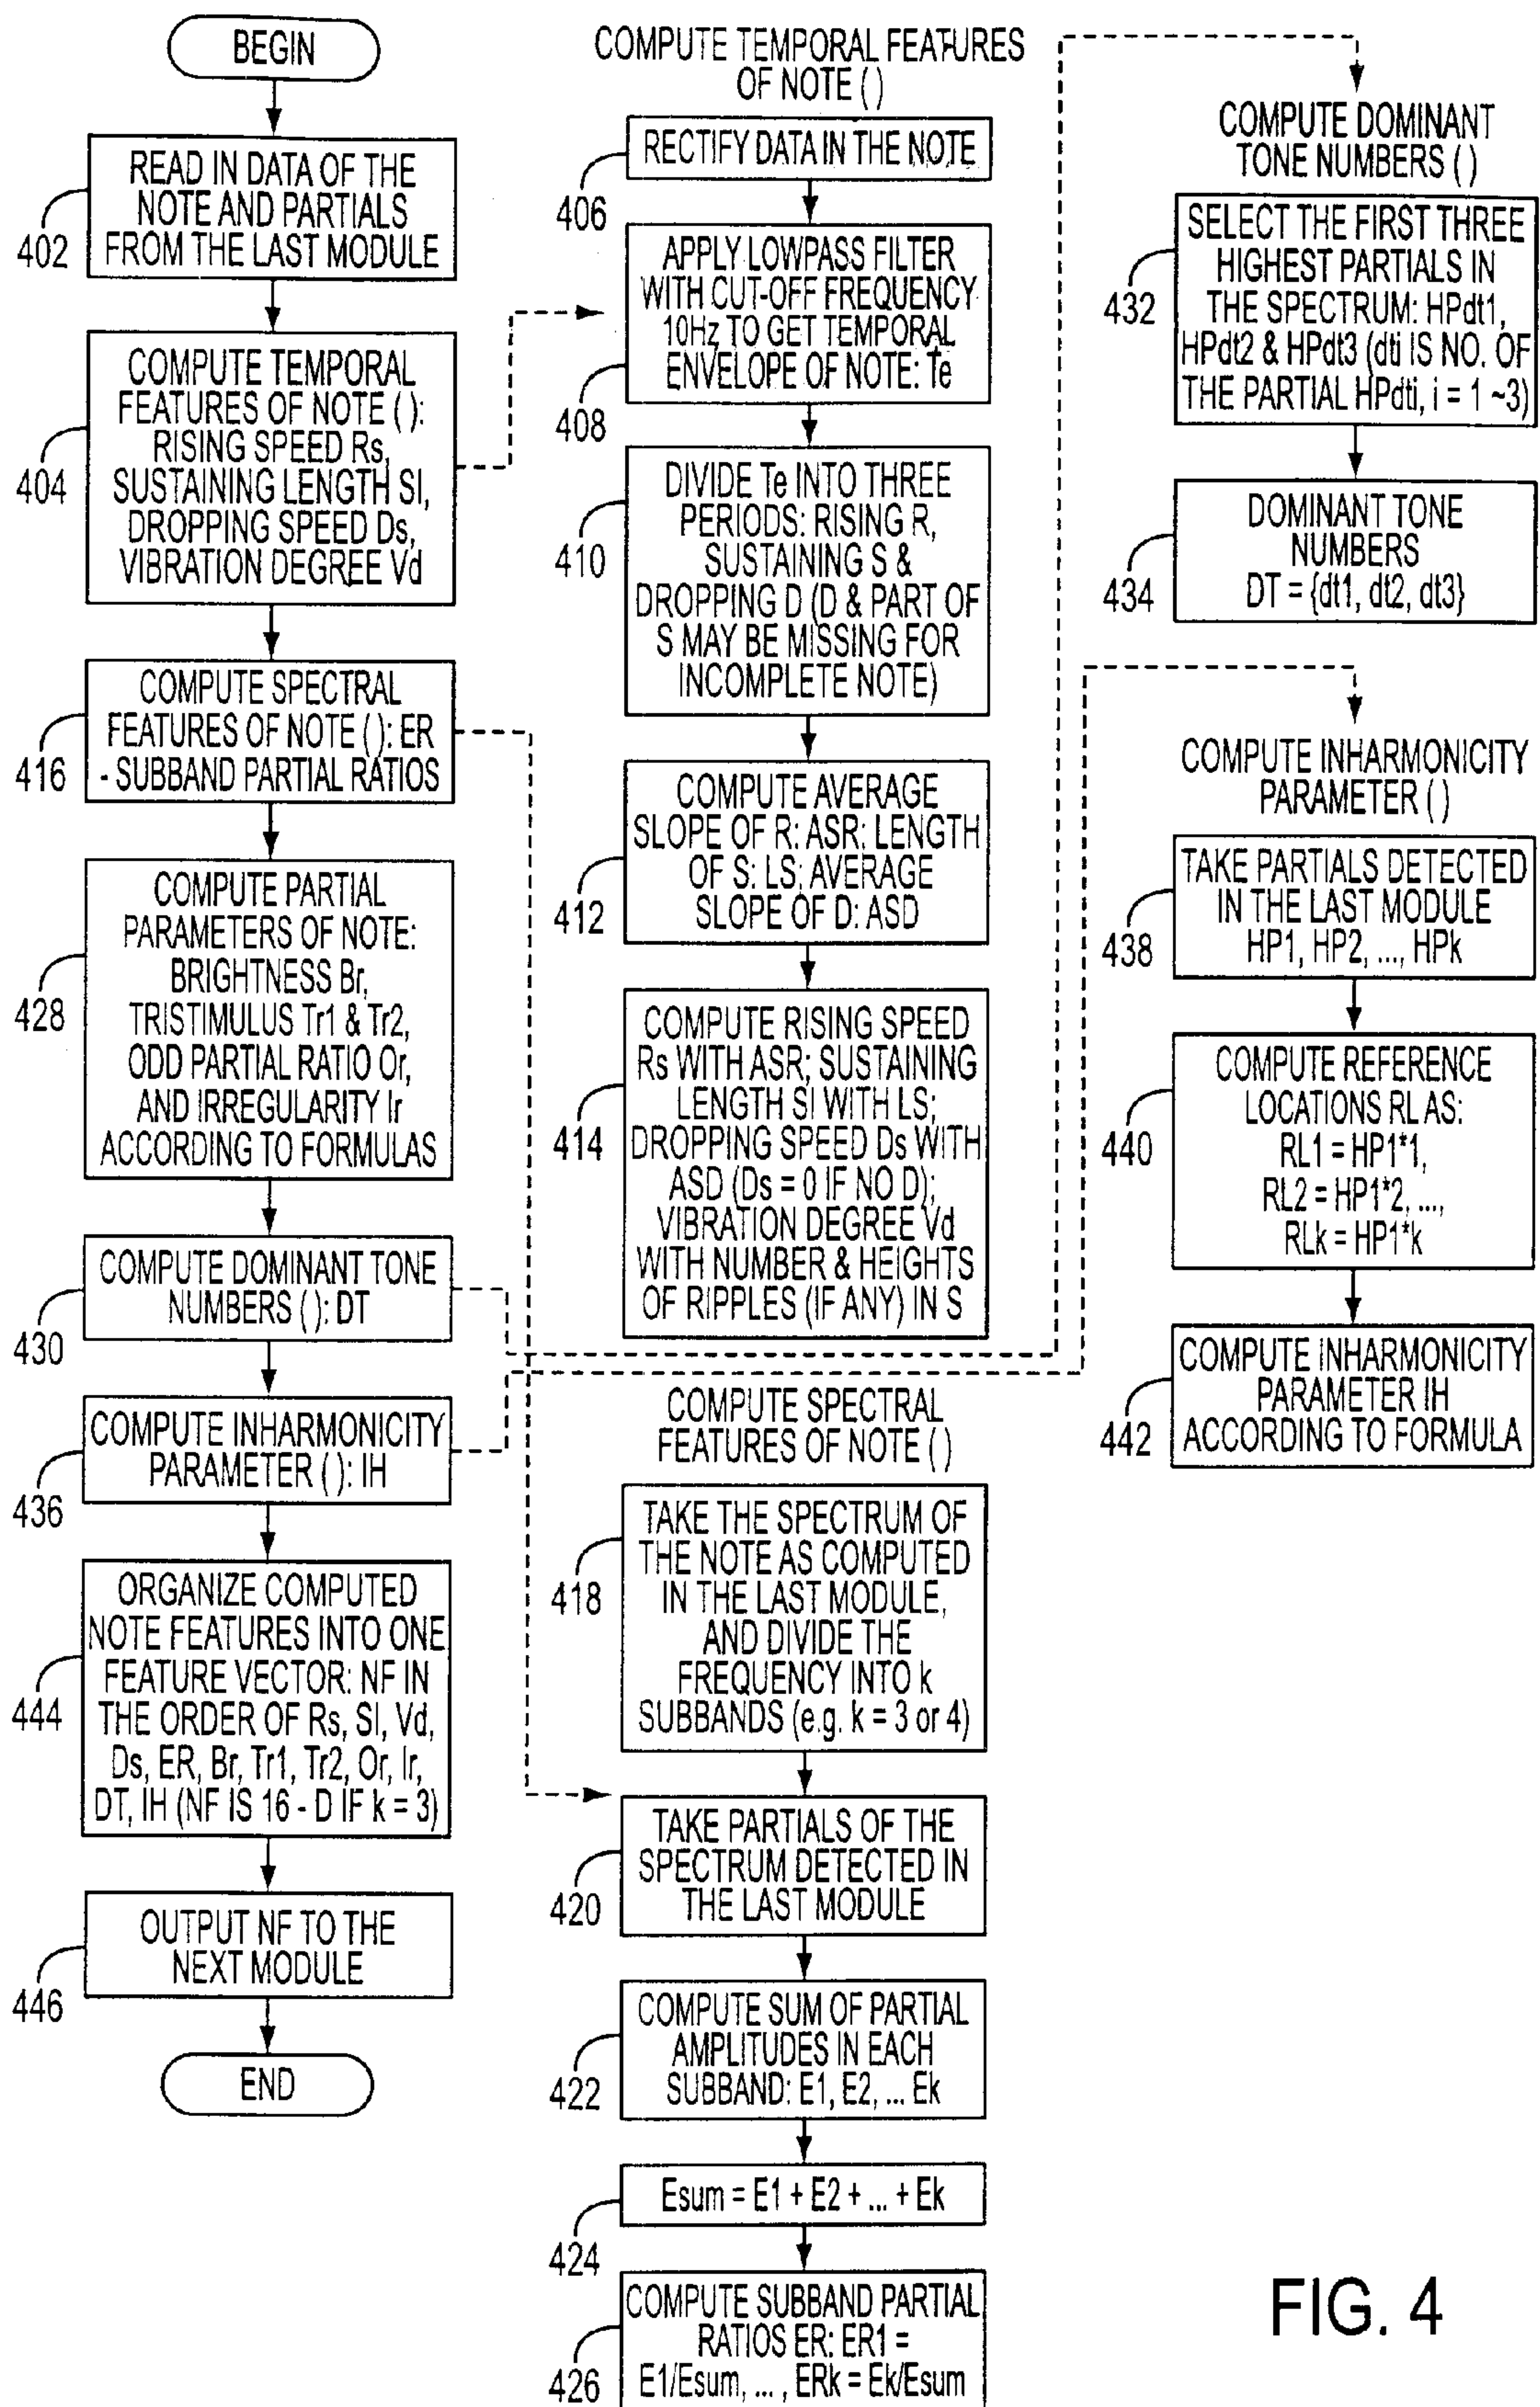 BEGIN
READ IN DATA OF THE
NOTE AND PARTIALS
FROM THE LAST MODULE
402
COMPUTE TEMPORAL
FEATURES OF NOTE ( ):
RISING SPEED Rs,
SUSTAINING LENGTH Sl,
DROPPING SPEED Ds,
VIBRATION DEGREE Vd
404
COMPUTE SPECTRAL
FEATURES OF NOTE ( ): ER
- SUBBAND PARTIAL RATIOS
416
COMPUTE PARTIAL
PARAMETERS OF NOTE:
BRIGHTNESS Br,
TRISTIMULUS Tr1 & Tr2,
ODD PARTIAL RATIO Or,
AND IRREGULARITY Ir
ACCORDING TO FORMULAS
428
COMPUTE DOMINANT TONE
NUMBERS ( ): DT
430
COMPUTE INHARMONICITY
PARAMETER ( ): IH
436
ORGANIZE COMPUTED
NOTE FEATURES INTO ONE
FEATURE VECTOR: NF IN
THE ORDER OF Rs, Sl, Vd,
Ds, ER, Br, Tr1, Tr2, Or, Ir,
DT, IH (NF IS 16 - D IF k = 3)
444
OUTPUT NF TO THE
NEXT MODULE
446
END
COMPUTE TEMPORAL FEATURES
OF NOTE ( )
RECTIFY DATA IN THE NOTE
406
APPLY LOWPASS FILTER
WITH CUT-OFF FREQUENCY
10Hz TO GET TEMPORAL
ENVELOPE OF NOTE: Te
408
DIVIDE Te INTO THREE
PERIODS: RISING R,
SUSTAINING S &
DROPPING D (D & PART OF
S MAY BE MISSING FOR
INCOMPLETE NOTE)
410
COMPUTE AVERAGE
SLOPE OF R: ASR; LENGTH
OF S: LS; AVERAGE
SLOPE OF D: ASD
412
COMPUTE RISING SPEED
Rs WITH ASR; SUSTAINING
LENGTH Sl WITH LS;
DROPPING SPEED Ds WITH
ASD (Ds = 0 IF NO D);
VIBRATION DEGREE Vd
WITH NUMBER & HEIGHTS
OF RIPPLES (IF ANY) IN S
414
COMPUTE SPECTRAL
FEATURES OF NOTE ( )
TAKE THE SPECTRUM OF
THE NOTE AS COMPUTED
IN THE LAST MODULE,
AND DIVIDE THE
FREQUENCY INTO k
SUBBANDS (e.g. k = 3 or 4)
418
TAKE PARTIALS OF THE
SPECTRUM DETECTED IN
THE LAST MODULE
420
COMPUTE SUM OF PARTIAL
AMPLITUDES IN EACH
SUBBAND: E1, E2, ... Ek
422
Esum = E1 + E2 + ... + Ek
424
COMPUTE SUBBAND PARTIAL
RATIOS ER: ER1 =
E1/Esum, ... , ERk = Ek/Esum
426
COMPUTE DOMINANT
TONE NUMBERS ( )
SELECT THE FIRST THREE
HIGHEST PARTIALS IN
THE SPECTRUM: HPdt1,
HPdt2 & HPdt3 (dti IS NO. OF
THE PARTIAL HPdti, i = 1 ~3)
432
DOMINANT TONE
NUMBERS
DT = {dt1, dt2, dt3}
434
COMPUTE INHARMONICITY
PARAMETER ( )
TAKE PARTIALS DETECTED
IN THE LAST MODULE
HP1, HP2, ..., HPk
438
COMPUTE REFERENCE
LOCATIONS RL AS:
RL1 = HP1*1,
RL2 = HP1*2, ...,
RLk = HP1*k
440
COMPUTE INHARMONICITY
PARAMETER IH
ACCORDING TO FORMULA
442
FIG. 4